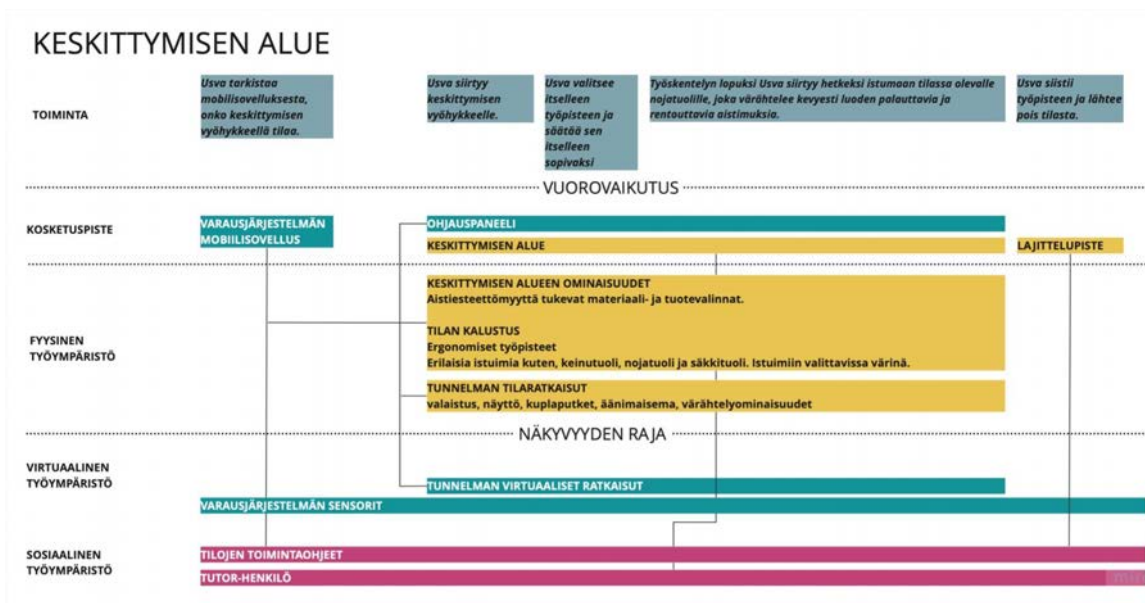 KESKITTYMISEN ALUE
TOIMINTA
Usva tarkistaa
mobilisovelluksesta,
onko keskittymisen
vyöhykkeellä tilaa.
Usva siirtyy
keskittymisen
vyöhykkeelle.
Usva valitsee
itselleen
työpisteen ja
säätää sen
itselleen
sopivaksi
Työskentelyn lopuksi Usva siirtyy hetkeksi istumaan tilassa olevalle
nojatuolille, joka värähtelee kevyesti luoden palauttavia ja
rentouttavia aistimuksia.
Usva siistii
työpisteen ja lähtee
pois tilasta.
VUOROVAIKUTUS
KOSKETUSPISTE
VARAUSJÄRJESTELMÄN
MOBIILISOVELLUS
OHJAUSPANEELI
KESKITTYMISEN ALUE
LAJITTELUPISTE
FYYSINEN
TYÖYMPÄRISTÖ
KESKITTYMISEN ALUEEN OMINAISUUDET
Aistiesteettömyyttä tukevat materiaali- ja tuotevalinnat.
TILAN KALUSTUS
Ergonomiset työpisteet
Erilaisia istuimia kuten, keinutuoli, nojatuoli ja säkkituoli. Istuimiin valittavissa värinä.
TUNNELMAN TILARATKAISUT
valaistus, näyttö, kuplaputket, äänimaisema, värähtelyominaisuudet
NÄKYVYYDEN RAJA
VIRTUAALINEN
TYÖYMPÄRISTÖ
TUNNELMAN VIRTUAALISET RATKAISUT
VARAUSJÄRJESTELMÄN SENSORIT
SOSIAALINEN
TYÖYMPÄRISTÖ
TILOJEN TOIMINTAOHJEET
TUTOR-HENKILÖ